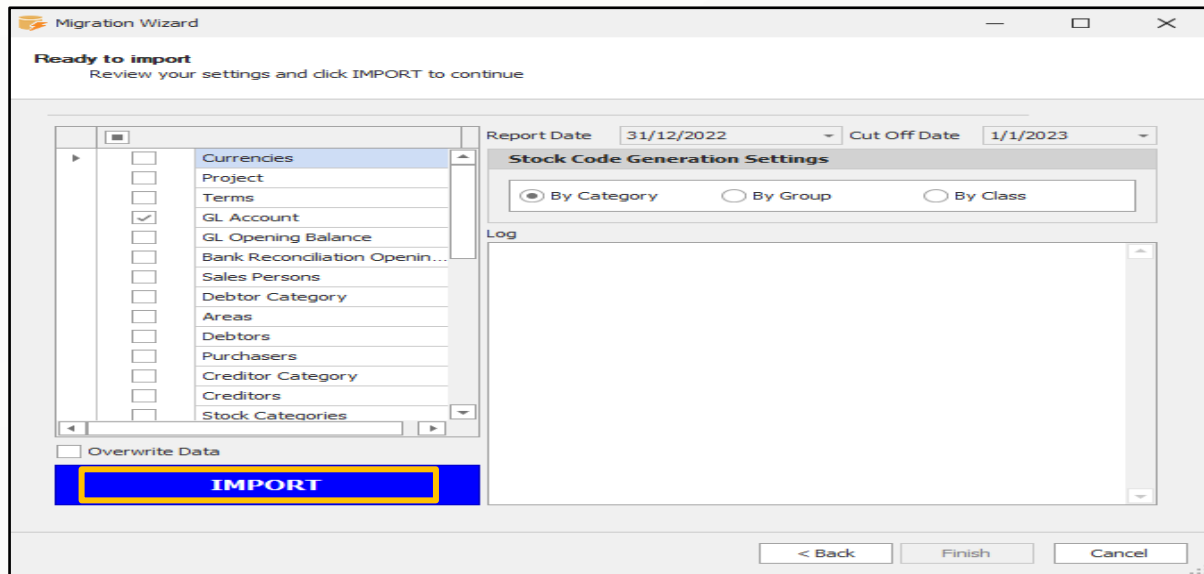 Migration Wizard
Ready to import
Review your settings and click IMPORT to continue
Report Date 31/12/2022 Cut Off Date 1/1/2023
Stock Code Generation Settings
By Category By Group By Class
Log
Currencies
Project
Terms
GL Account
GL Opening Balance
Bank Reconciliation Openin...
Sales Persons
Debtor Category
Areas
Debtors
Purchasers
Creditor Category
Creditors
Stock Categories
Overwrite Data
IMPORT
< Back Finish Cancel